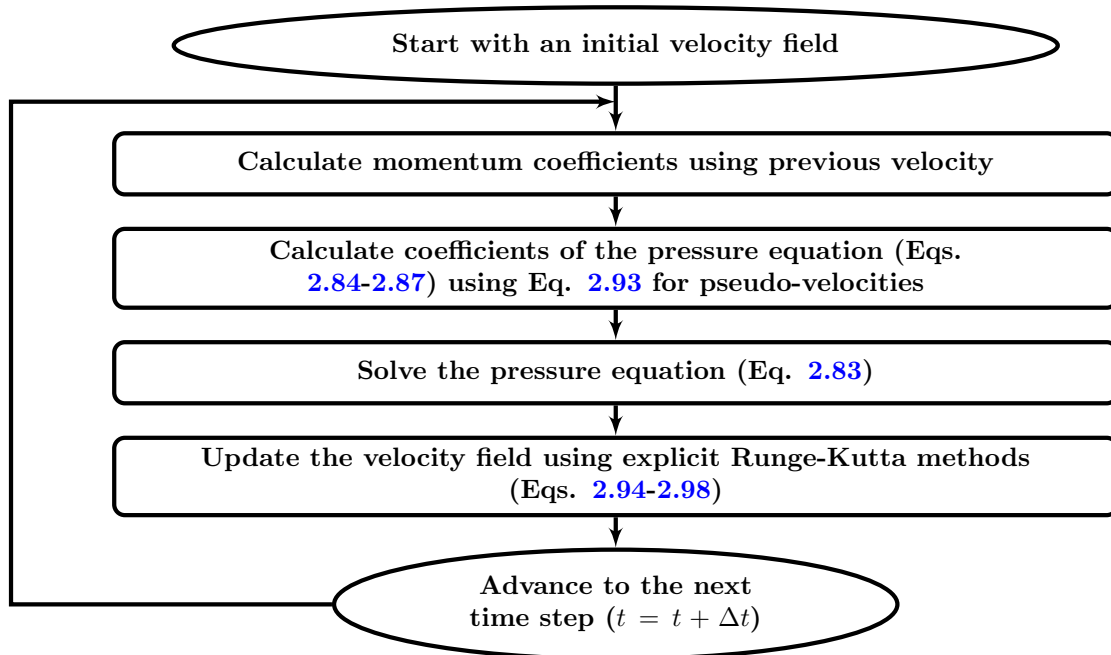 Start with an initial velocity field
Calculate momentum coefficients using previous velocity
Calculate coefficients of the pressure equation (Eqs.
2.84-2.87) using Eq. 2.93 for pseudo-velocities
Solve the pressure equation (Eq. 2.83)
Update the velocity field using explicit Runge-Kutta methods
(Eqs. 2.94-2.98)
Advance to the next
time step (t = t + Δt)